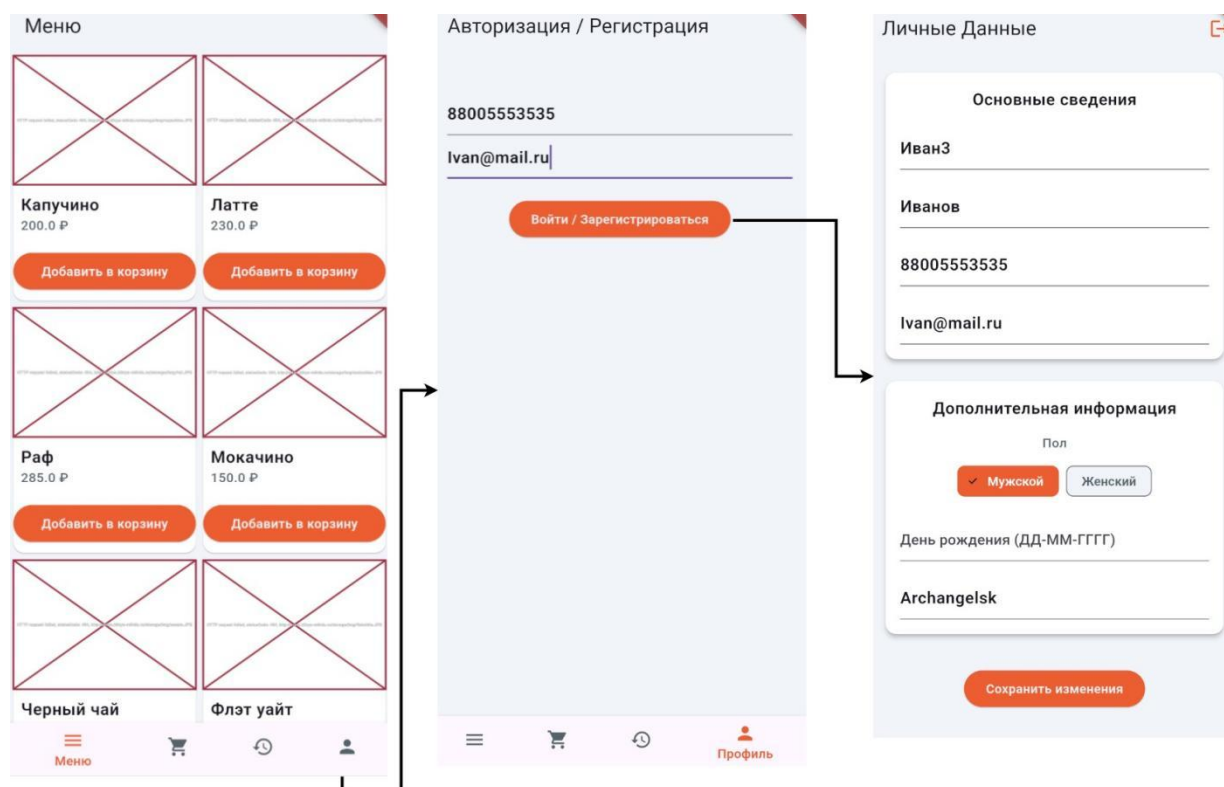 Меню
Капучино
200.0 ₽
Добавить в корзину
Латте
230.0 ₽
Добавить в корзину
Раф
285.0 ₽
Добавить в корзину
Мокачино
150.0 ₽
Добавить в корзину
Черный чай
Флэт уайт
Меню
Авторизация / Регистрация
88005553535
Ivan@mail.ru
Войти / Зарегистрироваться
Профиль
Личные Данные
Основные сведения
Иван3
Иванов
88005553535
Ivan@mail.ru
Дополнительная информация
Пол
Мужской
Женский
День рождения (ДД-ММ-ГГГГ)
Archangelsk
Сохранить изменения